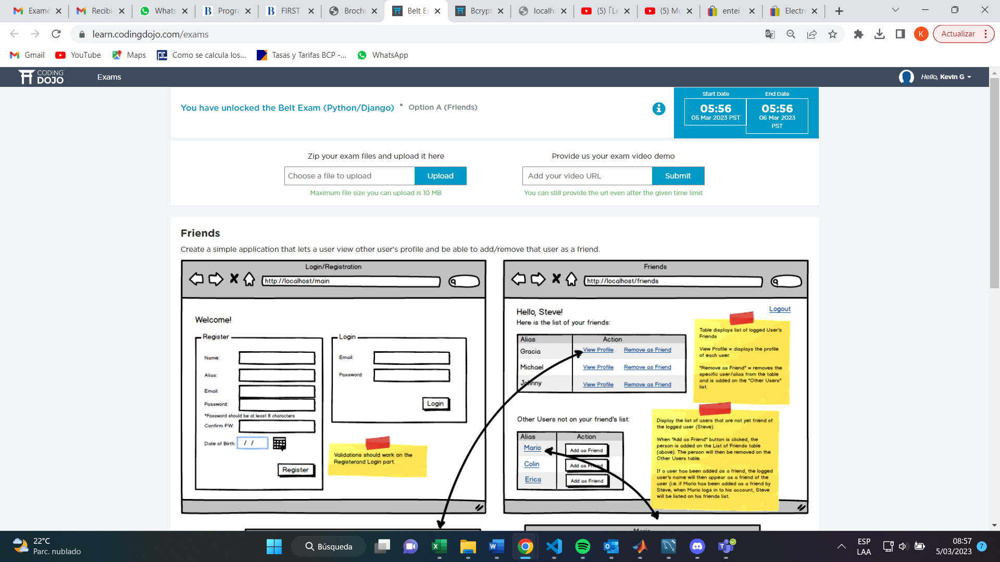 Examé
Recibi
Whats
Progra
FIRST
Brochu
Belt Ex
Bcrypt
localho
(5) 「Le
(5) Mu
entei
Electro
learn.codingdojo.com/exams
K
Actualizar
Gmail
YouTube
Maps
Como se calcula los...
Tasas y Tarifas BCP -...
WhatsApp
CODING DOJO
Exams
Hello, Kevin G
You have unlocked the Belt Exam (Python/Django) • Option A (Friends)
Start Date
05:56
05 Mar 2023 PST
End Date
05:56
06 Mar 2023
PST
Zip your exam files and upload it here
Choose a file to upload
Upload
Maximum file size you can upload is 10 MB
Provide us your exam video demo
Add your video URL
Submit
You can still provide the url even after the given time limit
Friends
Create a simple application that lets a user view other user's profile and be able to add/remove that user as a friend.
Login/Registration
http://localhost/main
Welcome!
Register
Name:
Alias:
Email:
Password:
*Password should be at least 8 characters
Confirm PW:
Date of Birth:
/ /
Register
Login
Email:
Password:
Login
Validations should work on the
Registerand Login part.
Friends
http://localhost/friends
Logout
Hello, Steve!
Here is the list of your friends:
Alias Action
Gracia View Profile Remove as Friend
Michael View Profile Remove as Friend
Johnny View Profile Remove as Friend
Table displays list of logged User's
Friends
View Profile = displays the profile
of each user.
"Remove as Friend" = removes the
specific user/alias from the table
and is added on the "Other Users"
list.
Other Users not on your friend's list:
Alias Action
Mario Add as Friend
Colin Add as Friend
Erica Add as Friend
Display the list of users that are not yet friend of
the logged user (Steve).
When "Add as Friend" button is clicked, the
person is added on the List of Friends table
(above). The person will then be removed on the
Other Users table.
If a user has been added as a friend, the logged
user's name will then appear as a friend of the
user (i.e. if Mario has been added as a friend by
Steve; when Mario logs in to his account, Steve
will be listed on his friends list.
22°C
Parc. nublado
Búsqueda
ESP
LAA
08:57
5/03/2023
7